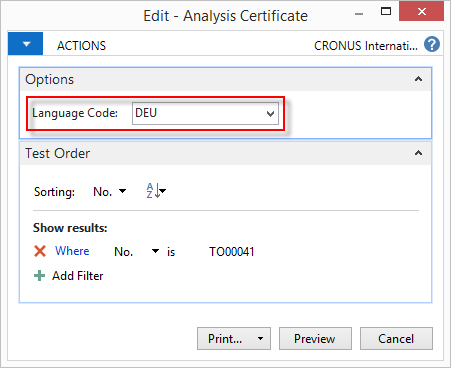 Edit - Analysis Certificate
ACTIONS
CRONUS Internati... ?
Options
Language Code: DEU
Test Order
Sorting: No. A Z
Show results:
Where No. is TO00041
Add Filter
Print... Preview Cancel